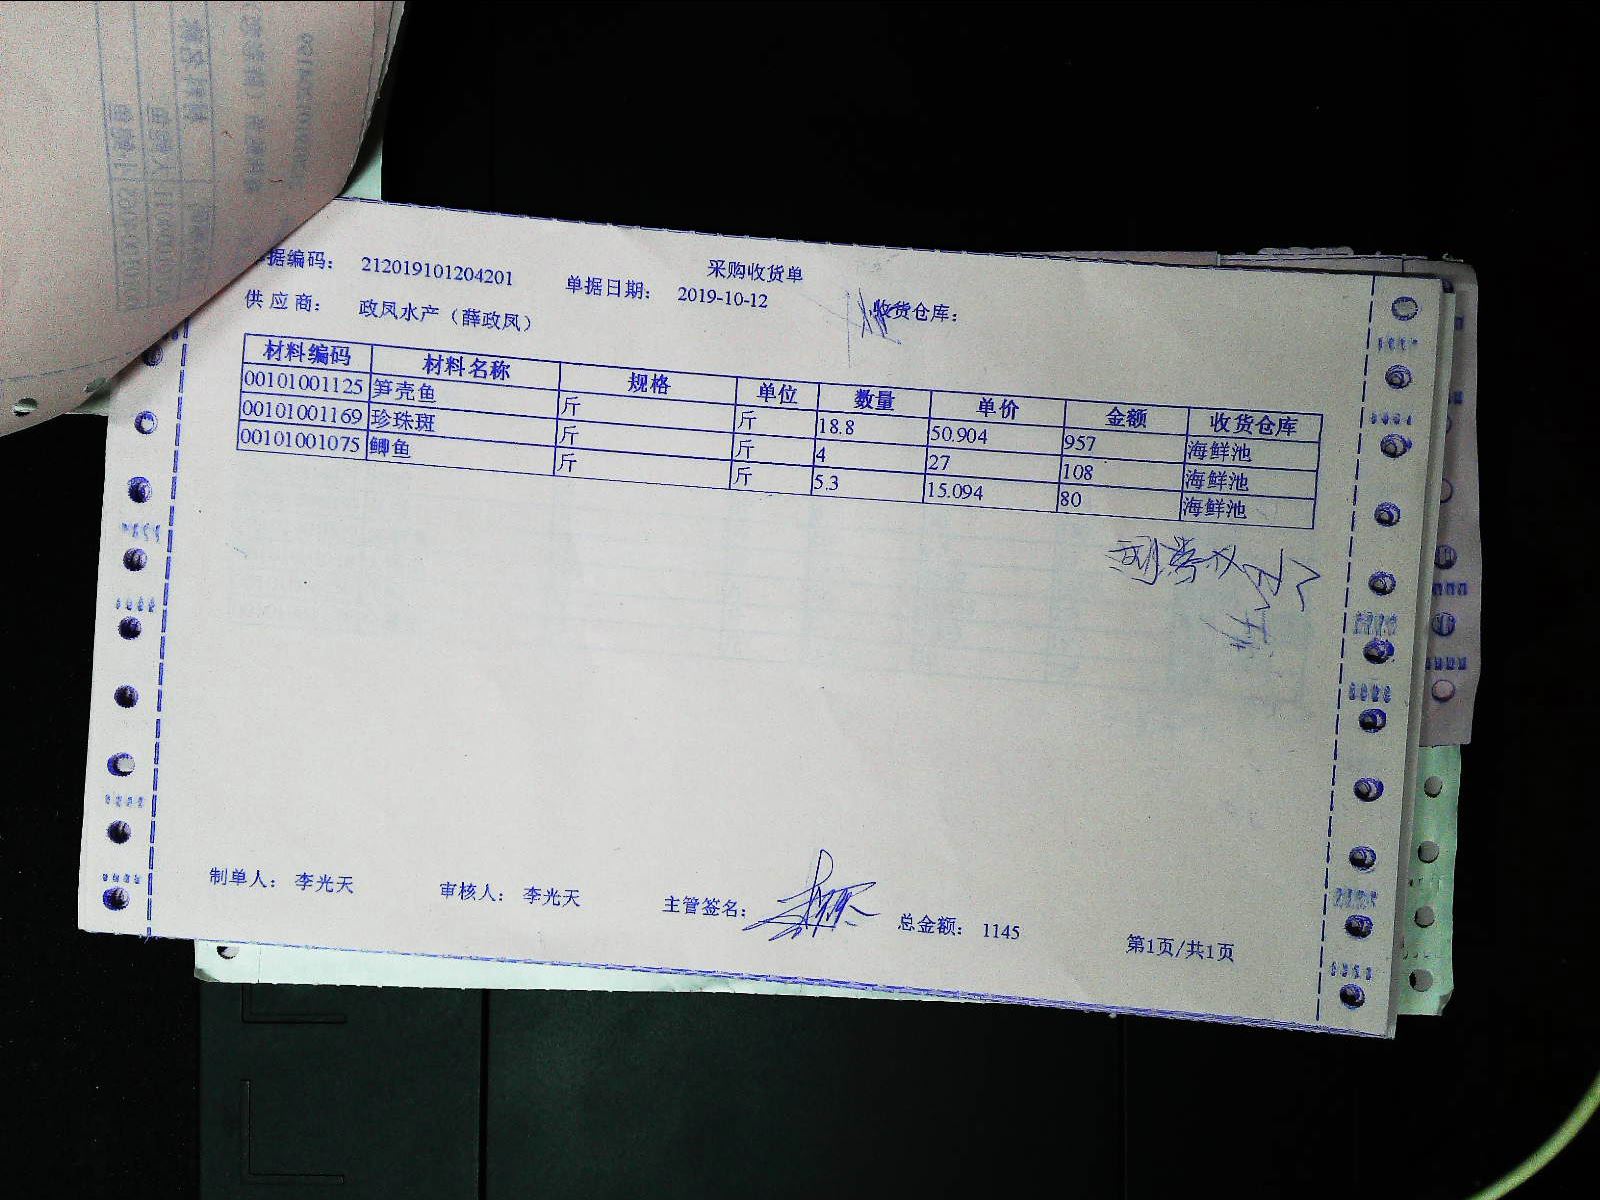 采购收货单
据编码： 212019101204201 单据日期： 2019-10-12 收货仓库：
供 应 商： 政凤水产（薛政凤）
材料编码 材料名称 规格 单位 数量 单价 金额 收货仓库
00101001125 笋壳鱼 斤 斤 18.8 50.904 957 海鲜池
00101001169 珍珠斑 斤 斤 4 27 108 海鲜池
00101001075 鲫鱼 斤 斤 5.3 15.094 80 海鲜池
制单人： 李光天 审核人： 李光天 主管签名： 总金额： 1145 第1页/共1页